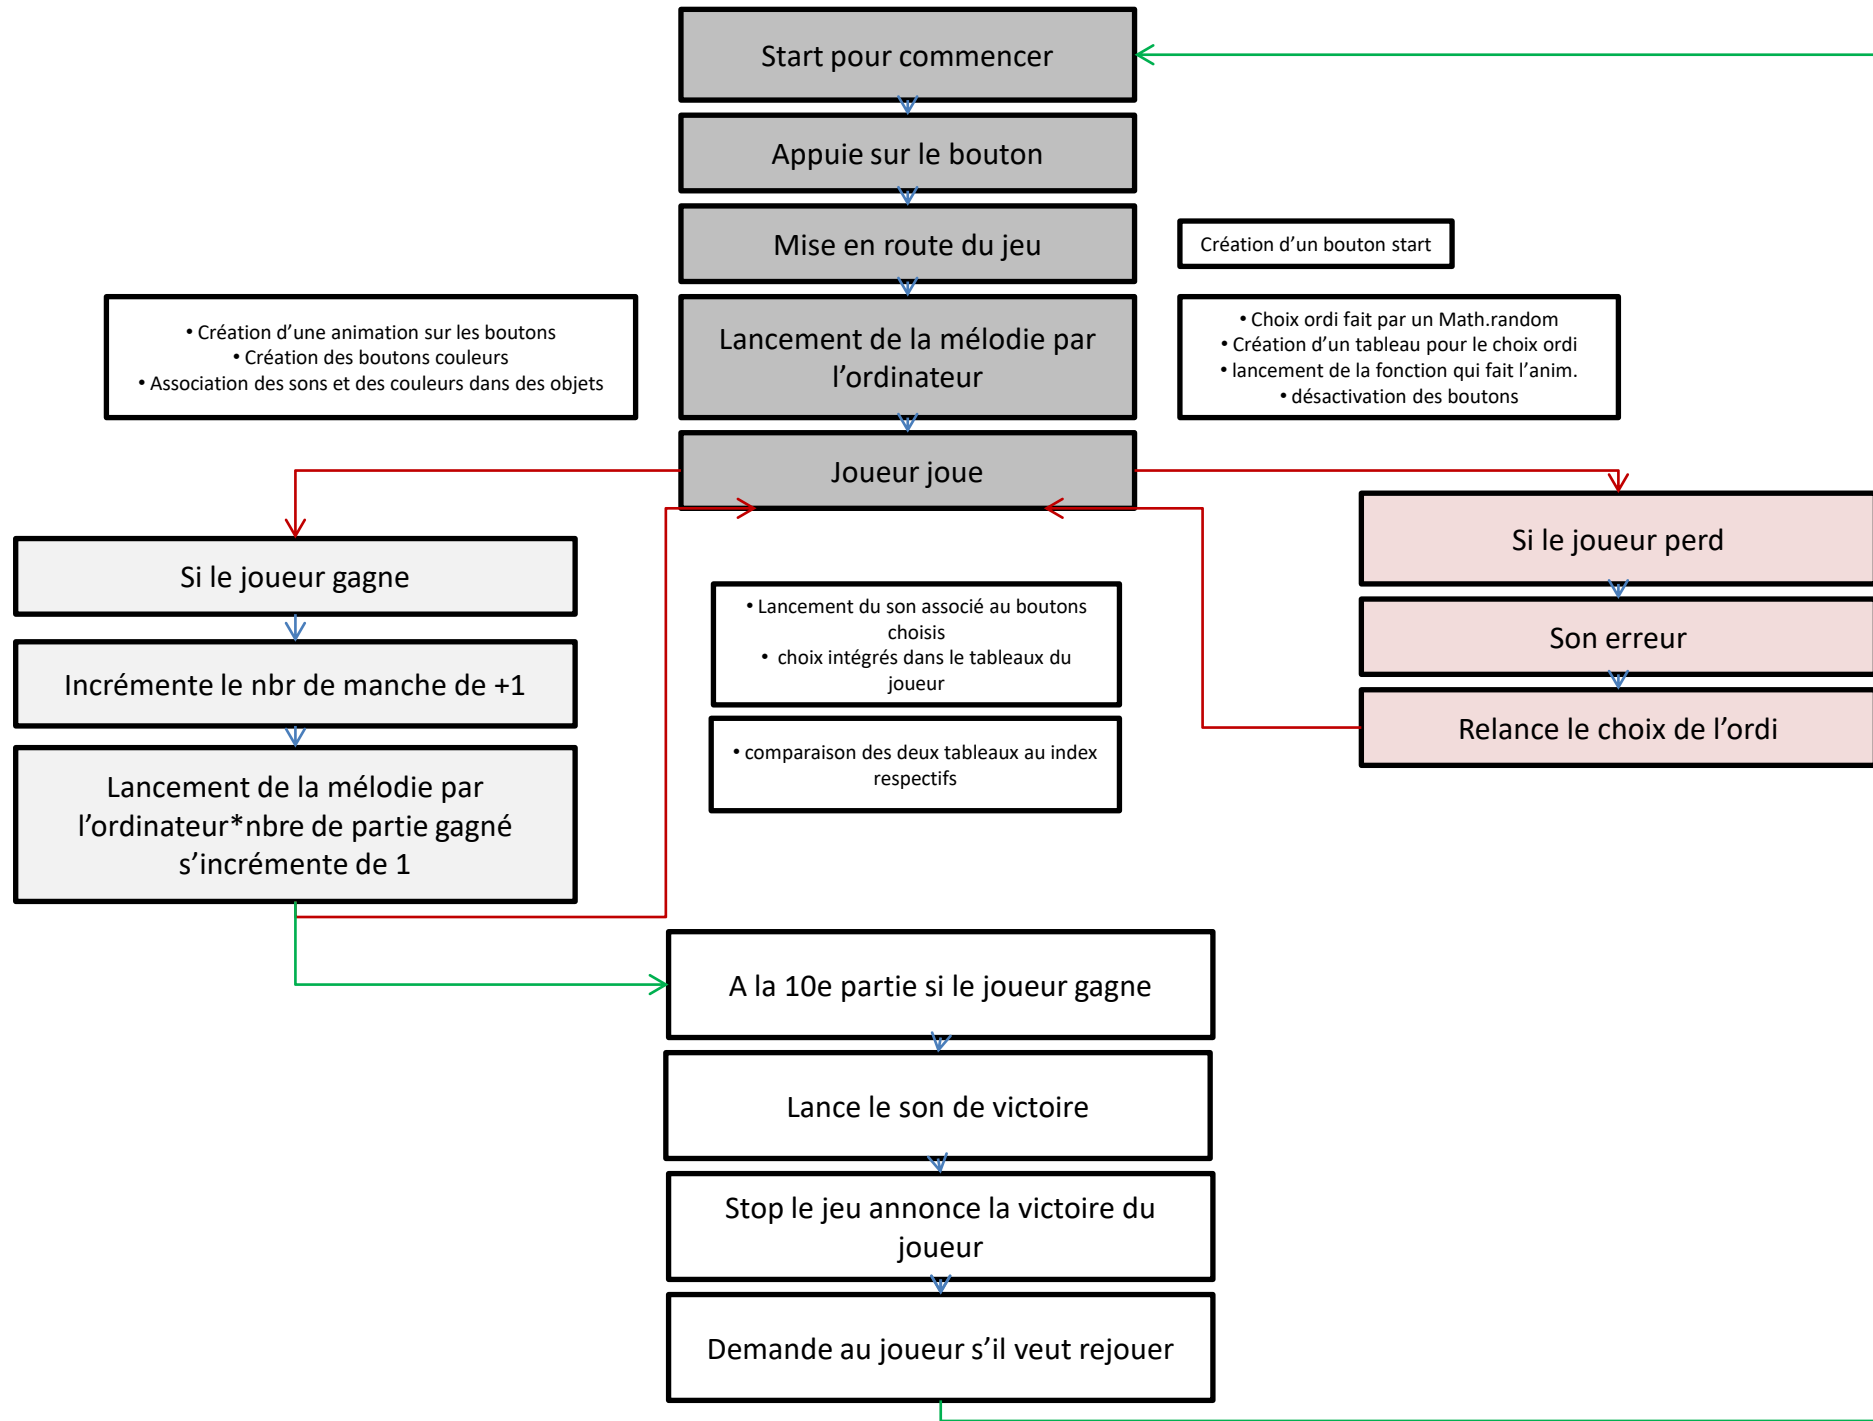 Start pour commencer
Appuie sur le bouton
Mise en route du jeu
Création d’un bouton start
• Création d’une animation sur les boutons
• Création des boutons couleurs
• Association des sons et des couleurs dans des objets
Lancement de la mélodie par
l’ordinateur
• Choix ordi fait par un Math.random
• Création d’un tableau pour le choix ordi
• lancement de la fonction qui fait l’anim.
• désactivation des boutons
Joueur joue
Si le joueur gagne
Incrémente le nbr de manche de +1
Lancement de la mélodie par
l’ordinateur*nbre de partie gagné
s’incrémente de 1
• Lancement du son associé au boutons
choisis
• choix intégrés dans le tableaux du
joueur
• comparaison des deux tableaux au index
respectifs
Si le joueur perd
Son erreur
Relance le choix de l’ordi
A la 10e partie si le joueur gagne
Lance le son de victoire
Stop le jeu annonce la victoire du
joueur
Demande au joueur s’il veut rejouer